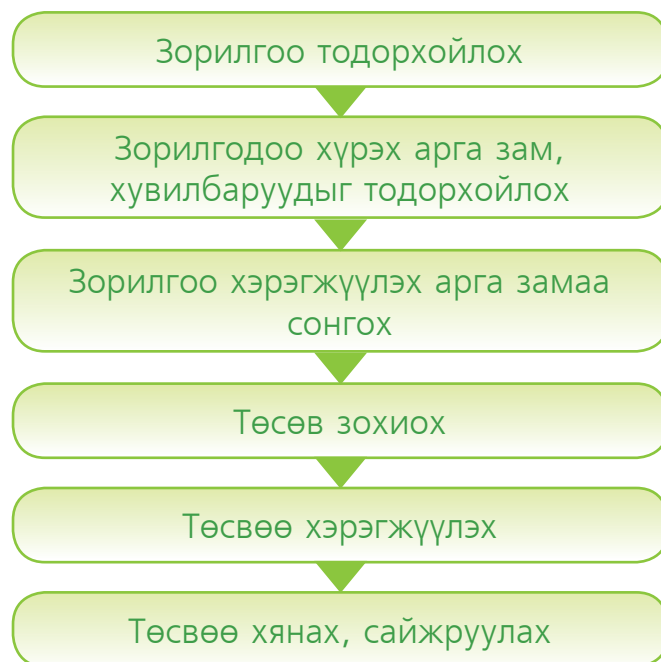 Зорилгоо тодорхойлох
Зорилгодоо хүрэх арга зам,
хувилбаруудыг тодорхойлох
Зорилгоо хэрэгжүүлэх арга замаа
сонгох
Төсөв зохиох
Төсвөө хэрэгжүүлэх
Төсвөө хянах, сайжруулах